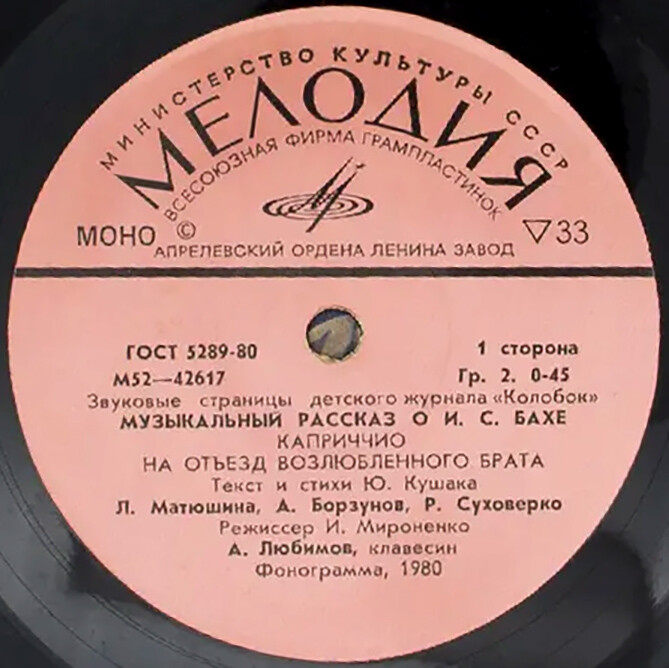 МИНИСТЕРСТВО КУЛЬТУРЫ СССР
МЕЛОДИЯ
ВСЕСОЮЗНАЯ ФИРМА ГРАМПЛАСТИНОК
МОНО © ▽33
АПРЕЛЕВСКИЙ ОРДЕНА ЛЕНИНА ЗАВОД
ГОСТ 5289-80 1 сторона
М52—42617 Гр. 2. 0-45
Звуковые страницы детского журнала «Колобок»
МУЗЫКАЛЬНЫЙ РАССКАЗ О И. С. БАХЕ
КАПРИЧЧИО
НА ОТЪЕЗД ВОЗЛЮБЛЕННОГО БРАТА
Текст и стихи Ю. Кушака
Л. Матюшина, А. Борзунов, Р. Суховерко
Режиссер И. Мироненко
А. Любимов, клавесин
Фонограмма, 1980